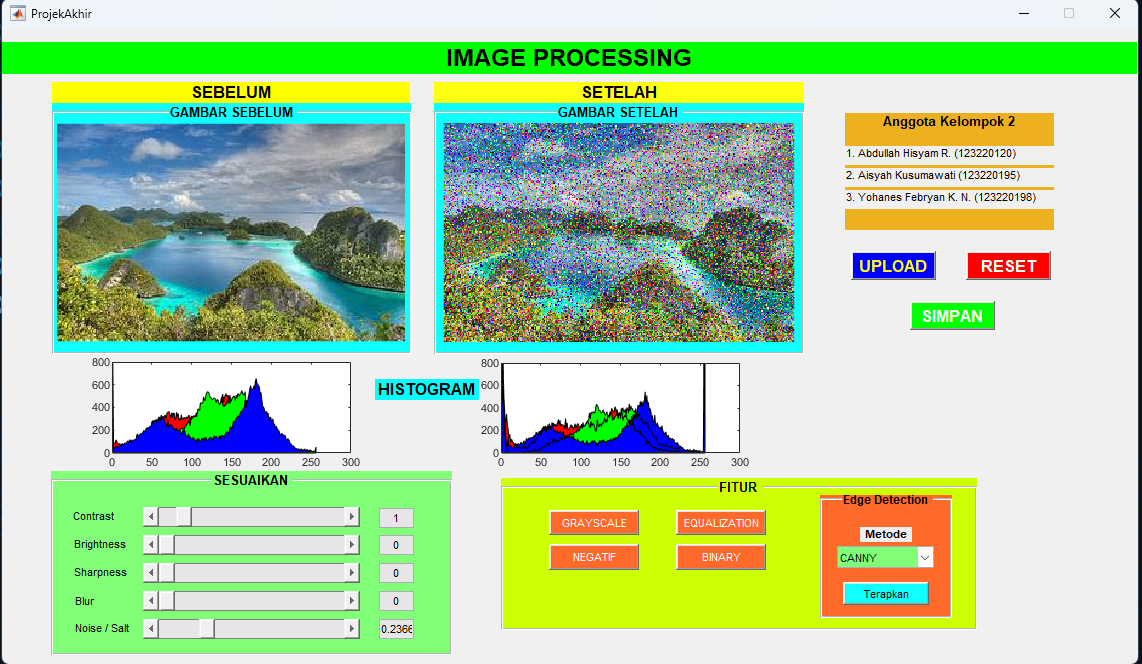 ProjekAkhir
IMAGE PROCESSING
SEBELUM
SETELAH
GAMBAR SEBELUM
GAMBAR SETELAH
Anggota Kelompok 2
1. Abdullah Hisyam R. (123220120)
2. Aisyah Kusumawati (123220195)
3. Yohanes Febryan K. N. (123220198)
UPLOAD
RESET
SIMPAN
800
600
400
200
0
0 50 100 150 200 250 300
HISTOGRAM
800
600
400
200
0
0 50 100 150 200 250 300
SESUAIKAN
Contrast 1
Brightness 0
Sharpness 0
Blur 0
Noise / Salt 0.2366
FITUR
GRAYSCALE
EQUALIZATION
NEGATIF
BINARY
Edge Detection
Metode
CANNY
Terapkan